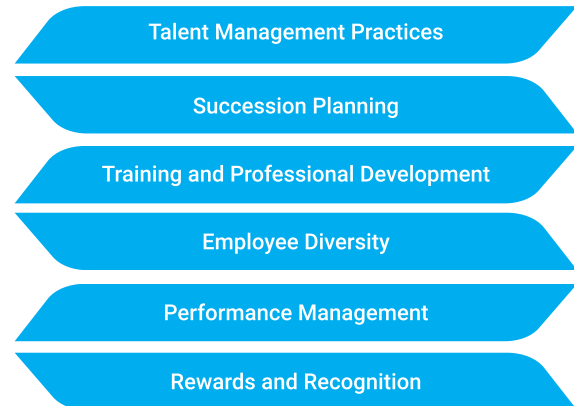 Talent Management Practices
Succession Planning
Training and Professional Development
Employee Diversity
Performance Management
Rewards and Recognition